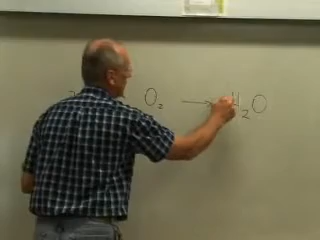 O₂ → H₂O